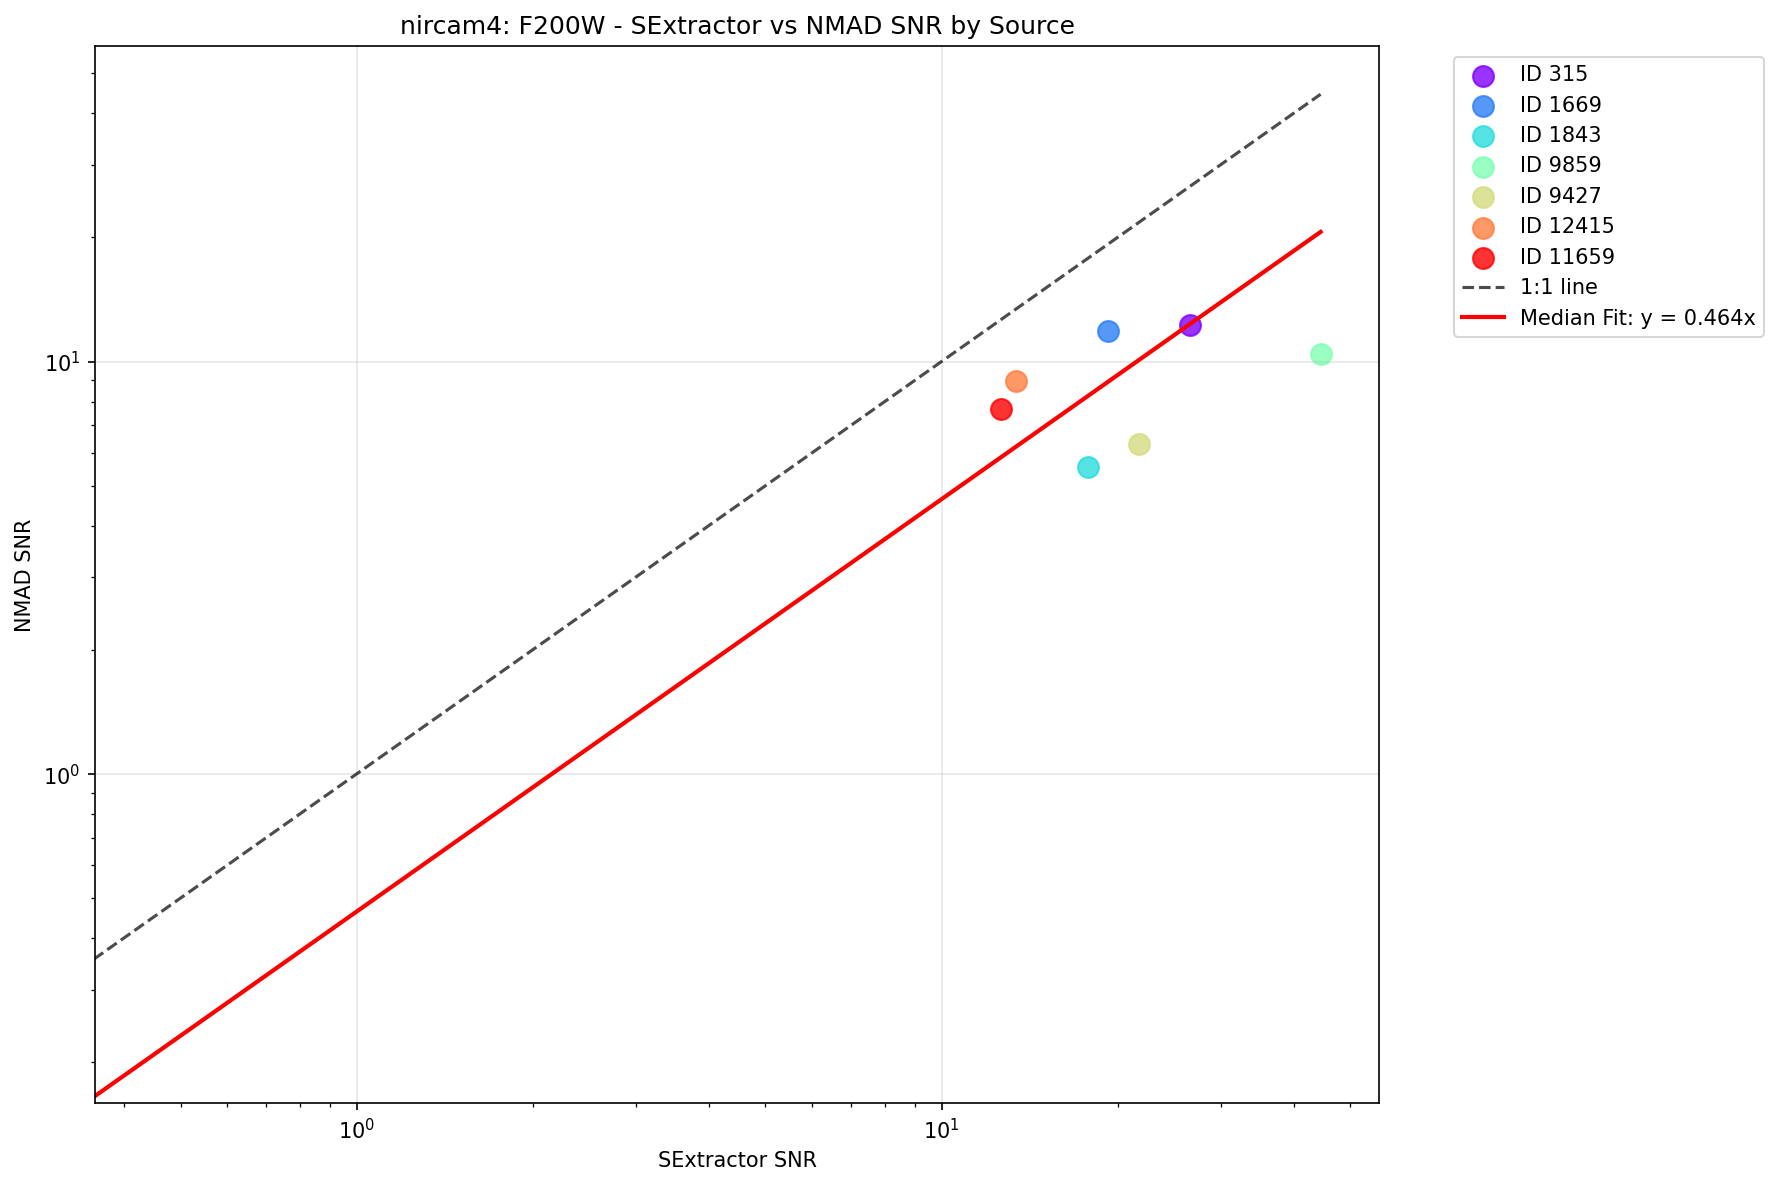 nircam4: F200W - SExtractor vs NMAD SNR by Source
ID 315
ID 1669
ID 1843
ID 9859
ID 9427
ID 12415
ID 11659
1:1 line
Median Fit: y = 0.464x
NMAD SNR
10¹
10⁰
10⁰
10¹
SExtractor SNR